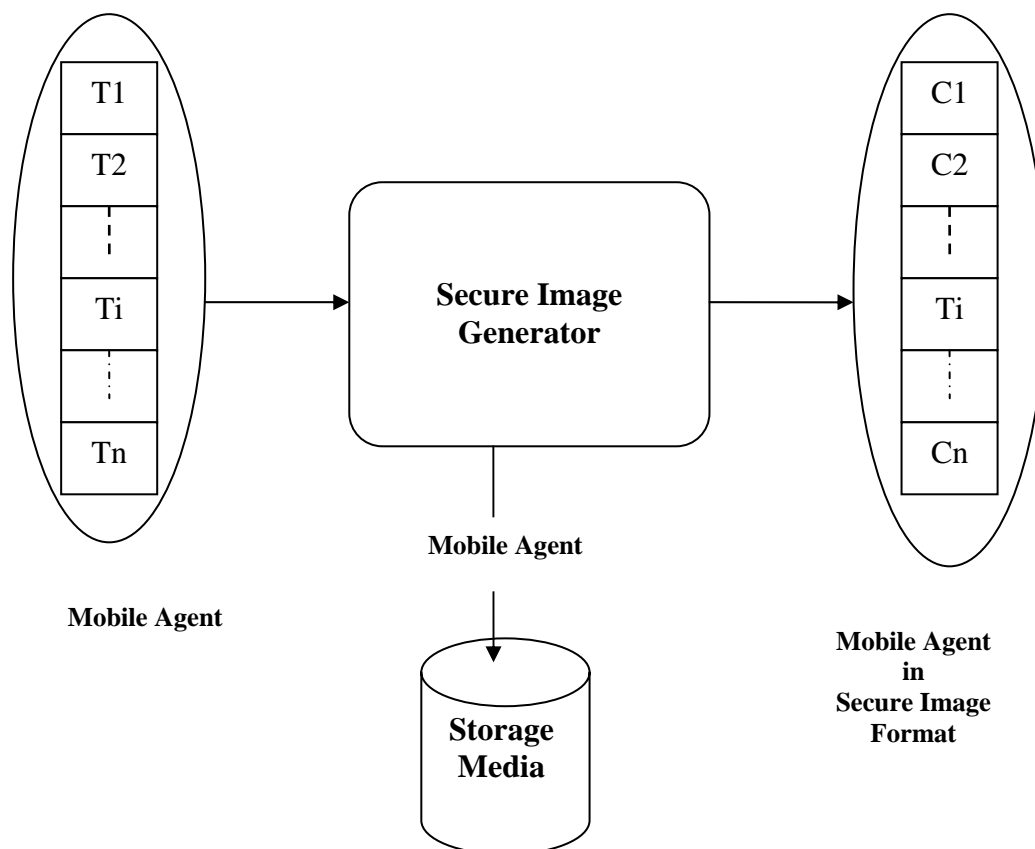 T1
T2
Ti
Tn
Mobile Agent
Secure Image
Generator
Mobile Agent
Storage
Media
C1
C2
Ti
Cn
Mobile Agent
in
Secure Image
Format